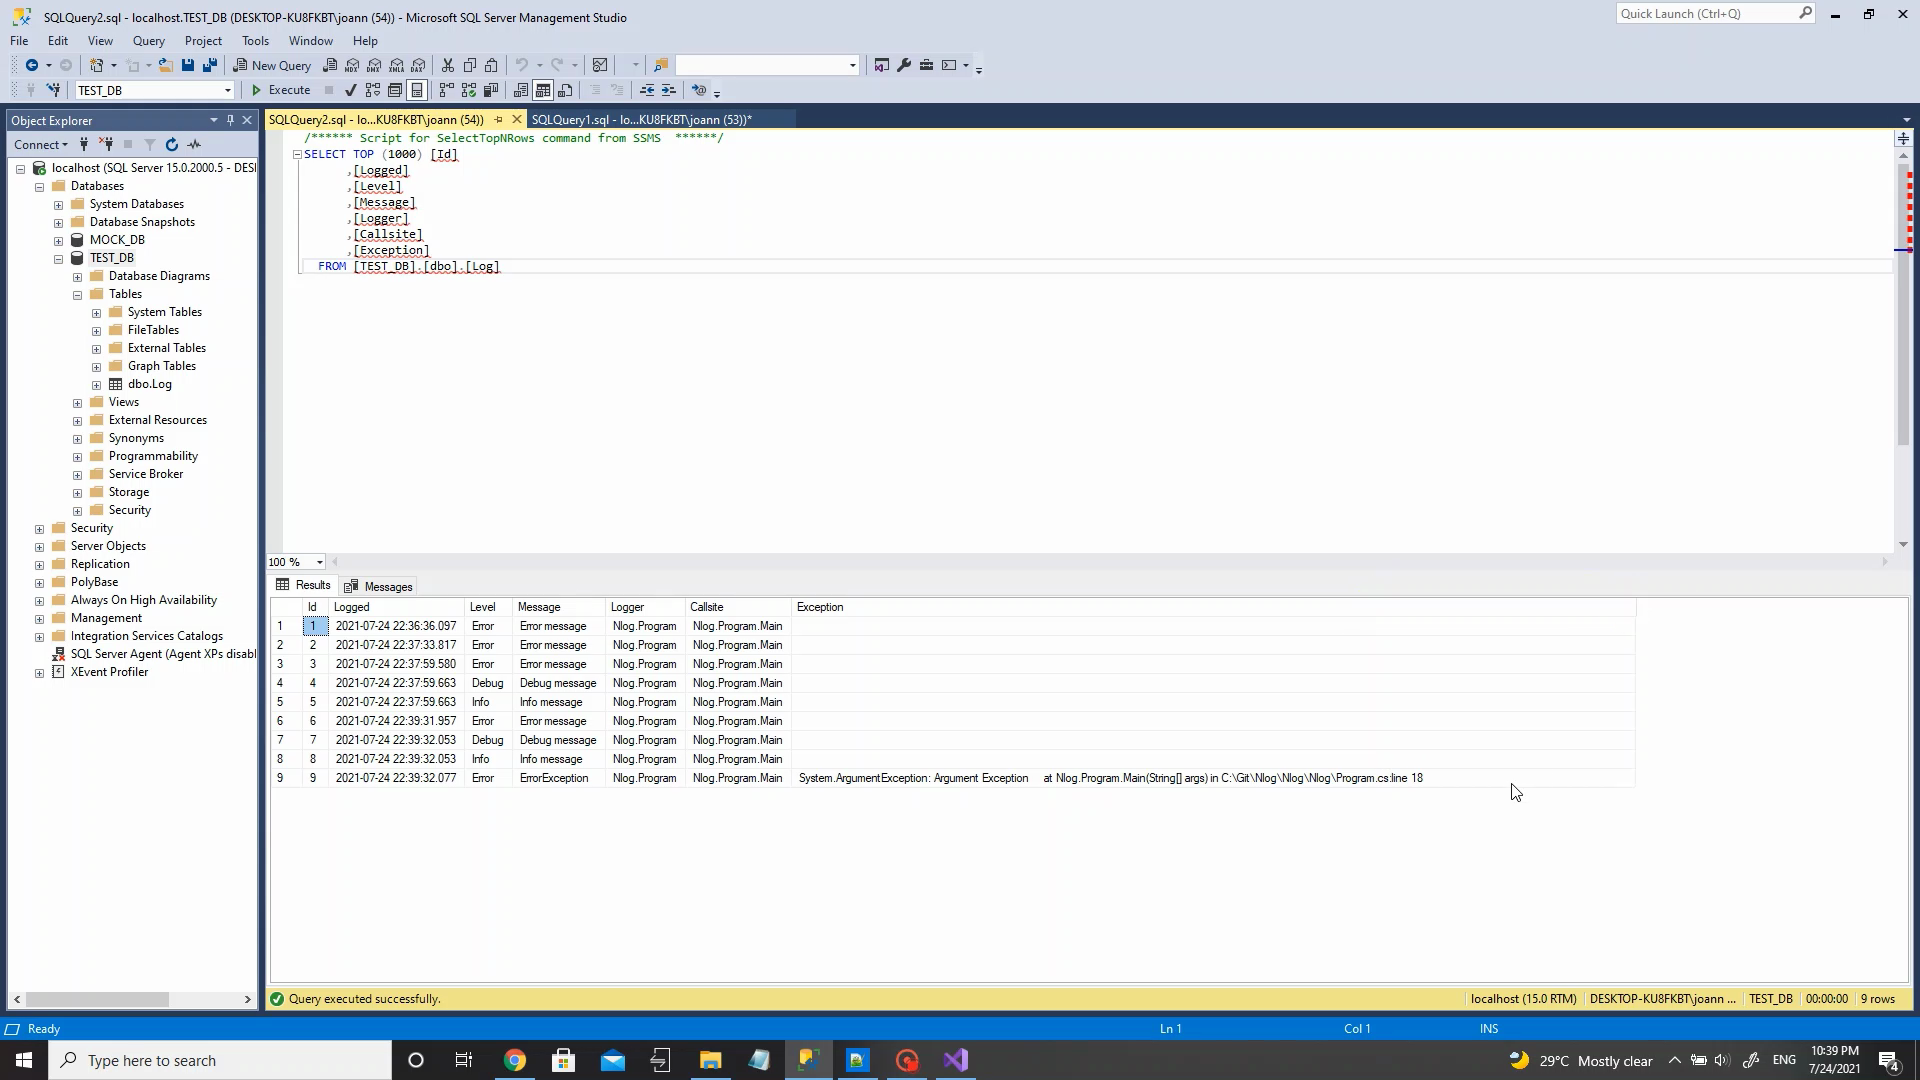 SQLQuery2.sql - localhost.TEST_DB (DESKTOP-KU8FKBT\joann (54)) - Microsoft SQL Server Management Studio
Quick Launch (Ctrl+Q)
File Edit View Query Project Tools Window Help
New Query MDX DMX XMLA DAX
TEST_DB Execute
Object Explorer
Connect
localhost (SQL Server 15.0.2000.5 - DESI
Databases
System Databases
Database Snapshots
MOCK_DB
TEST_DB
Database Diagrams
Tables
System Tables
FileTables
External Tables
Graph Tables
dbo.Log
Views
External Resources
Synonyms
Programmability
Service Broker
Storage
Security
Security
Server Objects
Replication
PolyBase
Always On High Availability
Management
Integration Services Catalogs
SQL Server Agent (Agent XPs disabl
XEvent Profiler
SQLQuery2.sql - lo...KU8FKBT\joann (54)) SQLQuery1.sql - lo...KU8FKBT\joann (53))*
/****** Script for SelectTopNRows command from SSMS ******/
SELECT TOP (1000) [Id]
,[Logged]
,[Level]
,[Message]
,[Logger]
,[Callsite]
,[Exception]
FROM [TEST_DB].[dbo].[Log]
100 %
Results Messages
Id Logged Level Message Logger Callsite Exception
1 1 2021-07-24 22:36:36.097 Error Error message Nlog.Program Nlog.Program.Main
2 2 2021-07-24 22:37:33.817 Error Error message Nlog.Program Nlog.Program.Main
3 3 2021-07-24 22:37:59.580 Error Error message Nlog.Program Nlog.Program.Main
4 4 2021-07-24 22:37:59.663 Debug Debug message Nlog.Program Nlog.Program.Main
5 5 2021-07-24 22:37:59.663 Info Info message Nlog.Program Nlog.Program.Main
6 6 2021-07-24 22:39:31.957 Error Error message Nlog.Program Nlog.Program.Main
7 7 2021-07-24 22:39:32.053 Debug Debug message Nlog.Program Nlog.Program.Main
8 8 2021-07-24 22:39:32.053 Info Info message Nlog.Program Nlog.Program.Main
9 9 2021-07-24 22:39:32.077 Error ErrorException Nlog.Program Nlog.Program.Main System.ArgumentException: Argument Exception at Nlog.Program.Main(String[] args) in C:\Git\Nlog\Nlog\Nlog\Program.cs:line 18
Query executed successfully. localhost (15.0 RTM) DESKTOP-KU8FKBT\joann ... TEST_DB 00:00:00 9 rows
Ready Ln 1 Col 1 INS
Type here to search
29°C Mostly clear ENG 10:39 PM
7/24/2021
4